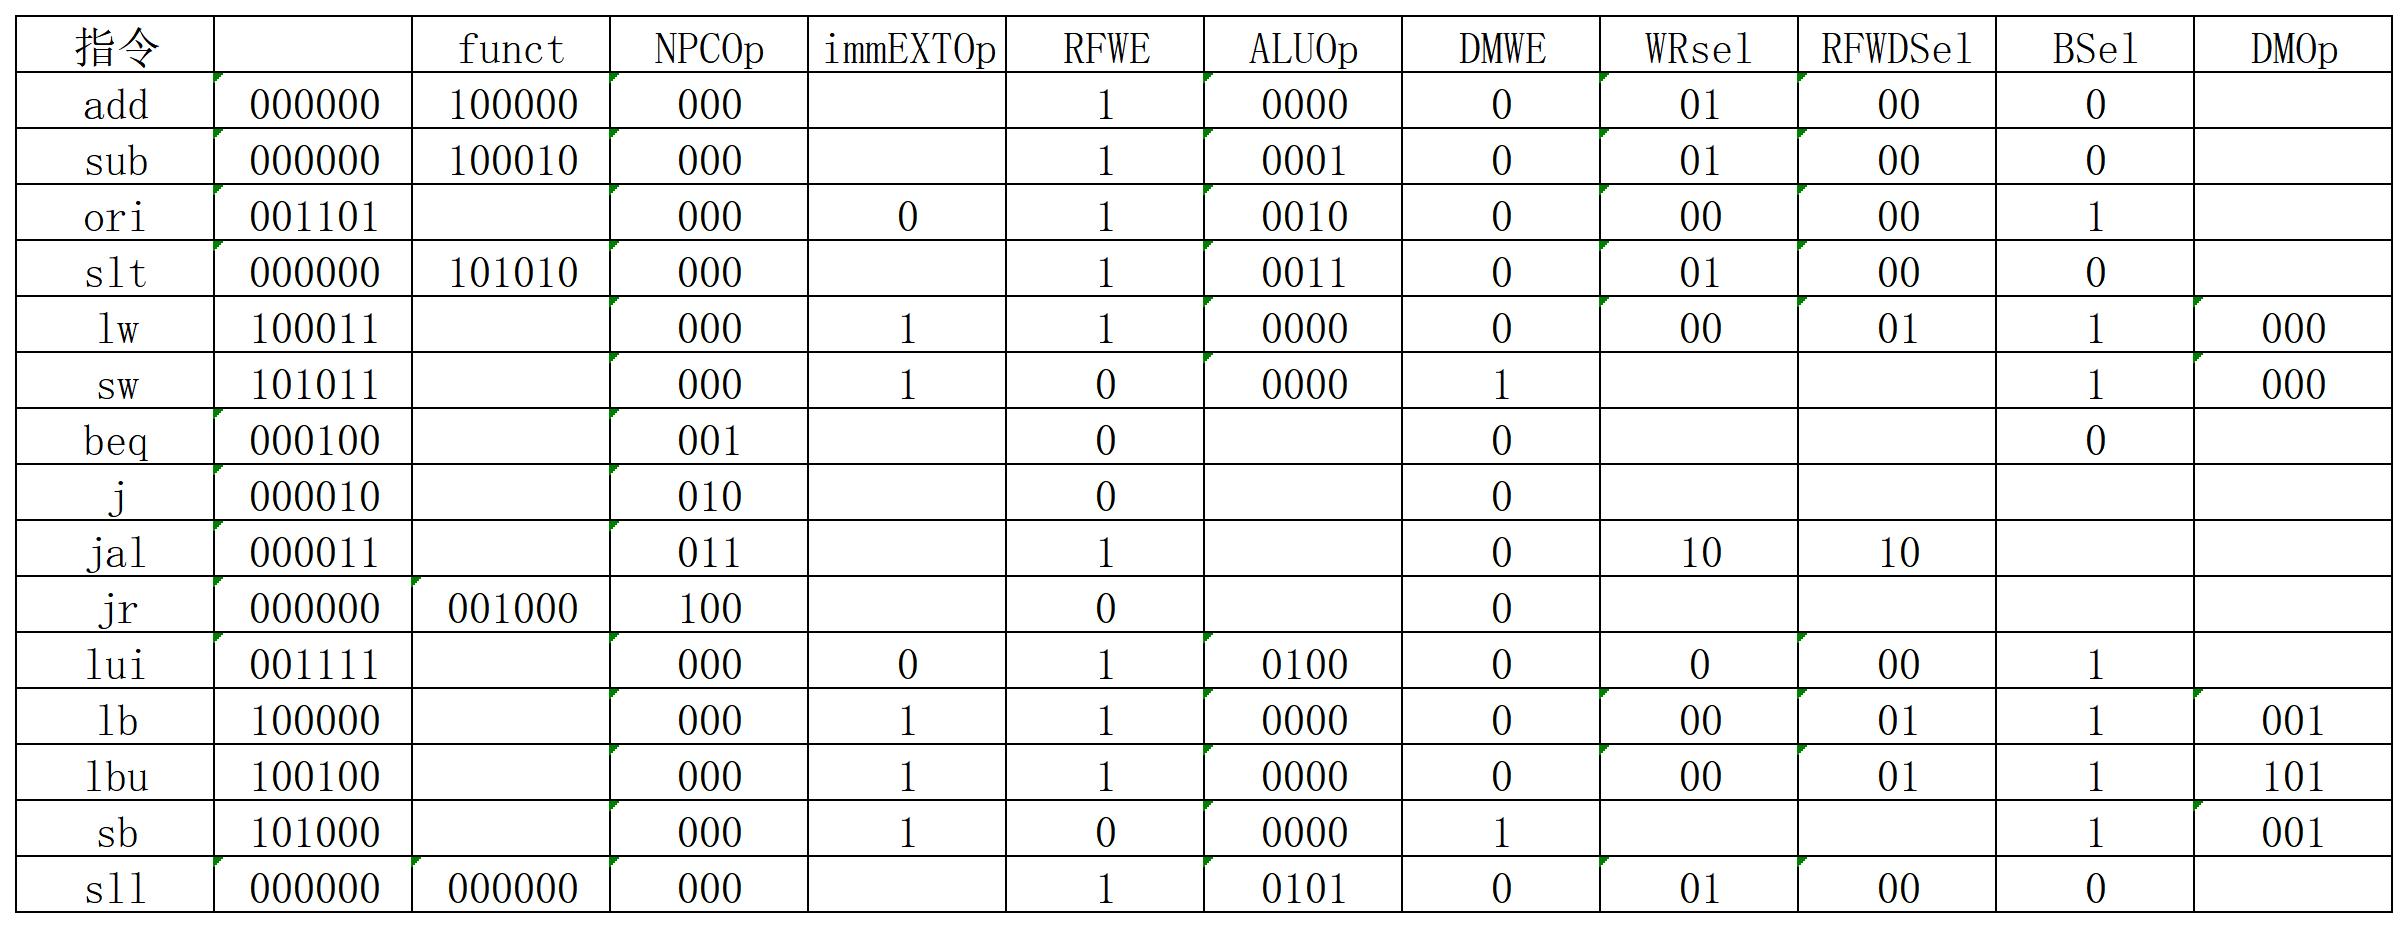 指令 funct NPCOp immEXTOp RFWE ALUOp DMWE WRsel RFWDSel BSel DMOp
add 000000 100000 000 1 0000 0 01 00 0
sub 000000 100010 000 1 0001 0 01 00 0
ori 001101 000 0 1 0010 0 00 00 1
slt 000000 101010 000 1 0011 0 01 00 0
lw 100011 000 1 1 0000 0 00 01 1 000
sw 101011 000 1 0 0000 1 1 000
beq 000100 001 0 0 0
j 000010 010 0 0
jal 000011 011 1 0 10 10
jr 000000 001000 100 0 0
lui 001111 000 0 1 0100 0 0 00 1
lb 100000 000 1 1 0000 0 00 01 1 001
lbu 100100 000 1 1 0000 0 00 01 1 101
sb 101000 000 1 0 0000 1 1 001
sll 000000 000000 000 1 0101 0 01 00 0